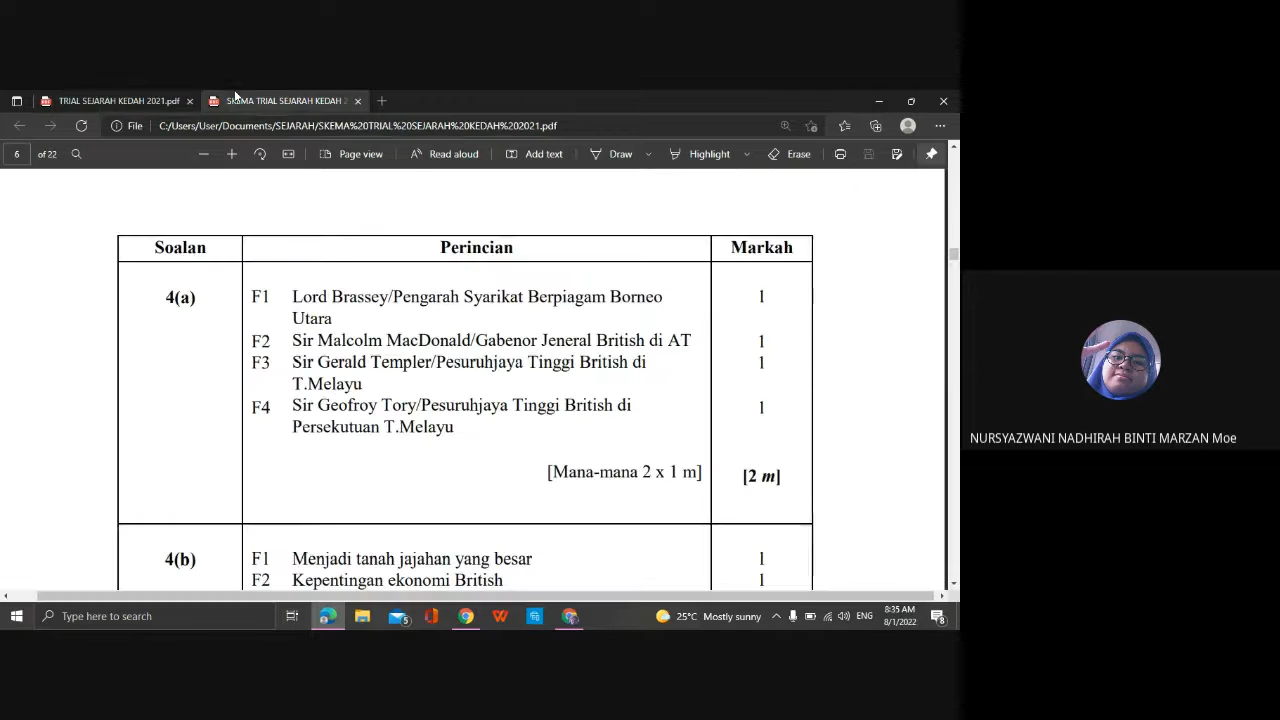 TRIAL SEJARAH KEDAH 2021.pdf
SKEMA TRIAL SEJARAH KEDAH 2
File C:/Users/User/Documents/SEJARAH/SKEMA%20TRIAL%20SEJARAH%20KEDAH%202021.pdf
6 of 22 Page view Read aloud Add text Draw Highlight Erase
Soalan Perincian Markah
4(a) F1 Lord Brassey/Pengarah Syarikat Berpiagam Borneo 1
Utara
F2 Sir Malcolm MacDonald/Gabenor Jeneral British di AT 1
F3 Sir Gerald Templer/Pesuruhjaya Tinggi British di 1
T.Melayu
F4 Sir Geofroy Tory/Pesuruhjaya Tinggi British di 1
Persekutuan T.Melayu
[Mana-mana 2 x 1 m] [2 m]
4(b) F1 Menjadi tanah jajahan yang besar 1
F2 Kepentingan ekonomi British 1
NURSYAZWANI NADHIRAH BINTI MARZAN Moe
Type here to search 5 25°C Mostly sunny ENG 8:35 AM
8/1/2022 8